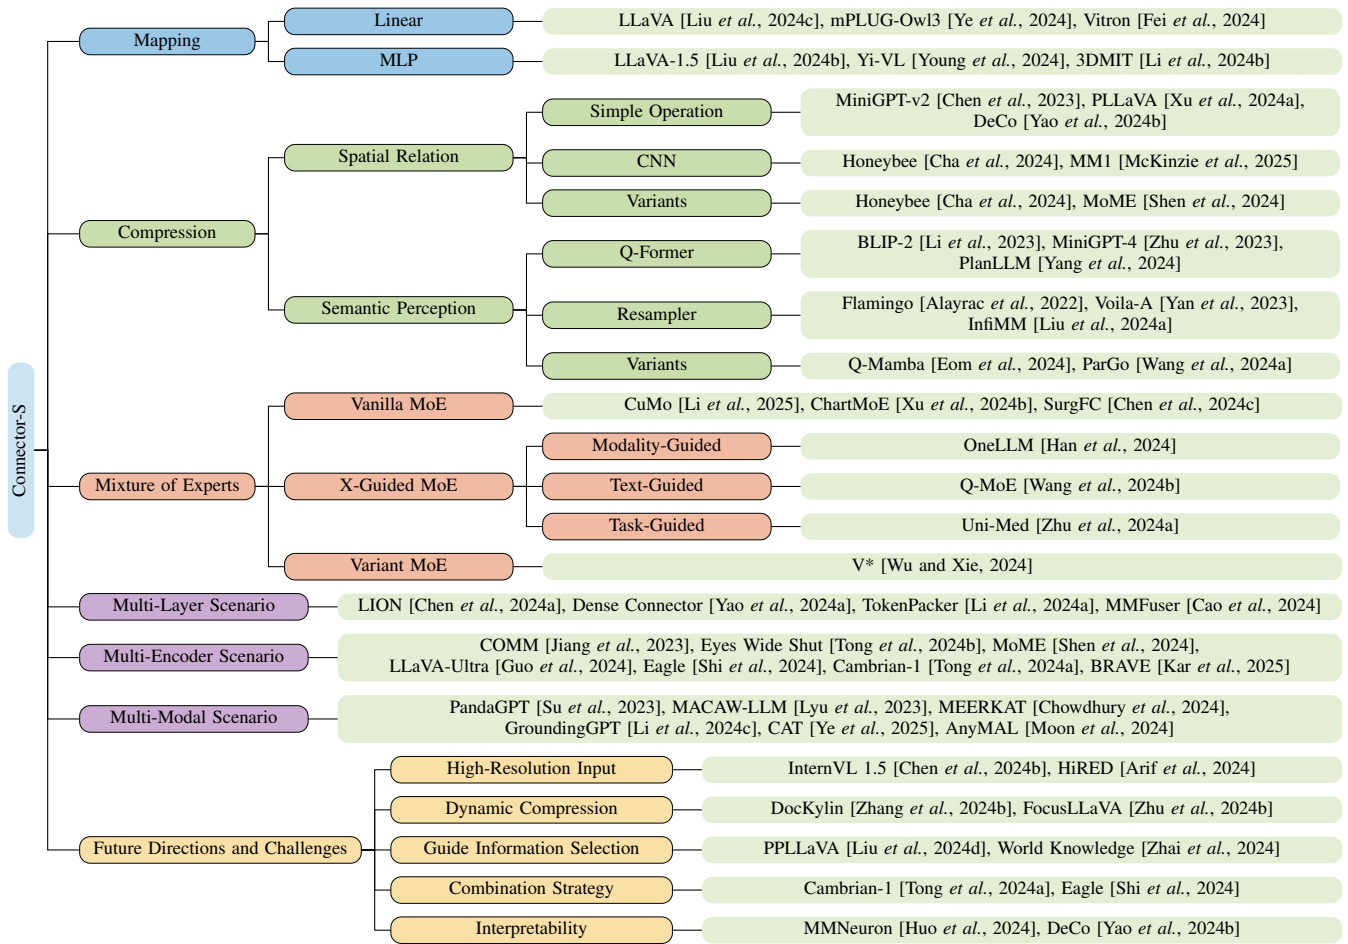 Connector-S
Mapping
Linear
LLaVA [Liu et al., 2024c], mPLUG-Owl3 [Ye et al., 2024], Vitron [Fei et al., 2024]
MLP
LLaVA-1.5 [Liu et al., 2024b], Yi-VL [Young et al., 2024], 3DMIT [Li et al., 2024b]
Compression
Spatial Relation
Simple Operation
MiniGPT-v2 [Chen et al., 2023], PLLaVA [Xu et al., 2024a],
DeCo [Yao et al., 2024b]
CNN
Honeybee [Cha et al., 2024], MM1 [McKinzie et al., 2025]
Variants
Honeybee [Cha et al., 2024], MoME [Shen et al., 2024]
Semantic Perception
Q-Former
BLIP-2 [Li et al., 2023], MiniGPT-4 [Zhu et al., 2023],
PlanLLM [Yang et al., 2024]
Resampler
Flamingo [Alayrac et al., 2022], Voila-A [Yan et al., 2023],
InfiMM [Liu et al., 2024a]
Variants
Q-Mamba [Eom et al., 2024], ParGo [Wang et al., 2024a]
Mixture of Experts
Vanilla MoE
CuMo [Li et al., 2025], ChartMoE [Xu et al., 2024b], SurgFC [Chen et al., 2024c]
X-Guided MoE
Modality-Guided
OneLLM [Han et al., 2024]
Text-Guided
Q-MoE [Wang et al., 2024b]
Task-Guided
Uni-Med [Zhu et al., 2024a]
Variant MoE
V* [Wu and Xie, 2024]
Multi-Layer Scenario
LION [Chen et al., 2024a], Dense Connector [Yao et al., 2024a], TokenPacker [Li et al., 2024a], MMFuser [Cao et al., 2024]
Multi-Encoder Scenario
COMM [Jiang et al., 2023], Eyes Wide Shut [Tong et al., 2024b], MoME [Shen et al., 2024],
LLaVA-Ultra [Guo et al., 2024], Eagle [Shi et al., 2024], Cambrian-1 [Tong et al., 2024a], BRAVE [Kar et al., 2025]
Multi-Modal Scenario
PandaGPT [Su et al., 2023], MACAW-LLM [Lyu et al., 2023], MEERKAT [Chowdhury et al., 2024],
GroundingGPT [Li et al., 2024c], CAT [Ye et al., 2025], AnyMAL [Moon et al., 2024]
Future Directions and Challenges
High-Resolution Input
InternVL 1.5 [Chen et al., 2024b], HiRED [Arif et al., 2024]
Dynamic Compression
DocKylin [Zhang et al., 2024b], FocusLLaVA [Zhu et al., 2024b]
Guide Information Selection
PPLLaVA [Liu et al., 2024d], World Knowledge [Zhai et al., 2024]
Combination Strategy
Cambrian-1 [Tong et al., 2024a], Eagle [Shi et al., 2024]
Interpretability
MMNeuron [Huo et al., 2024], DeCo [Yao et al., 2024b]